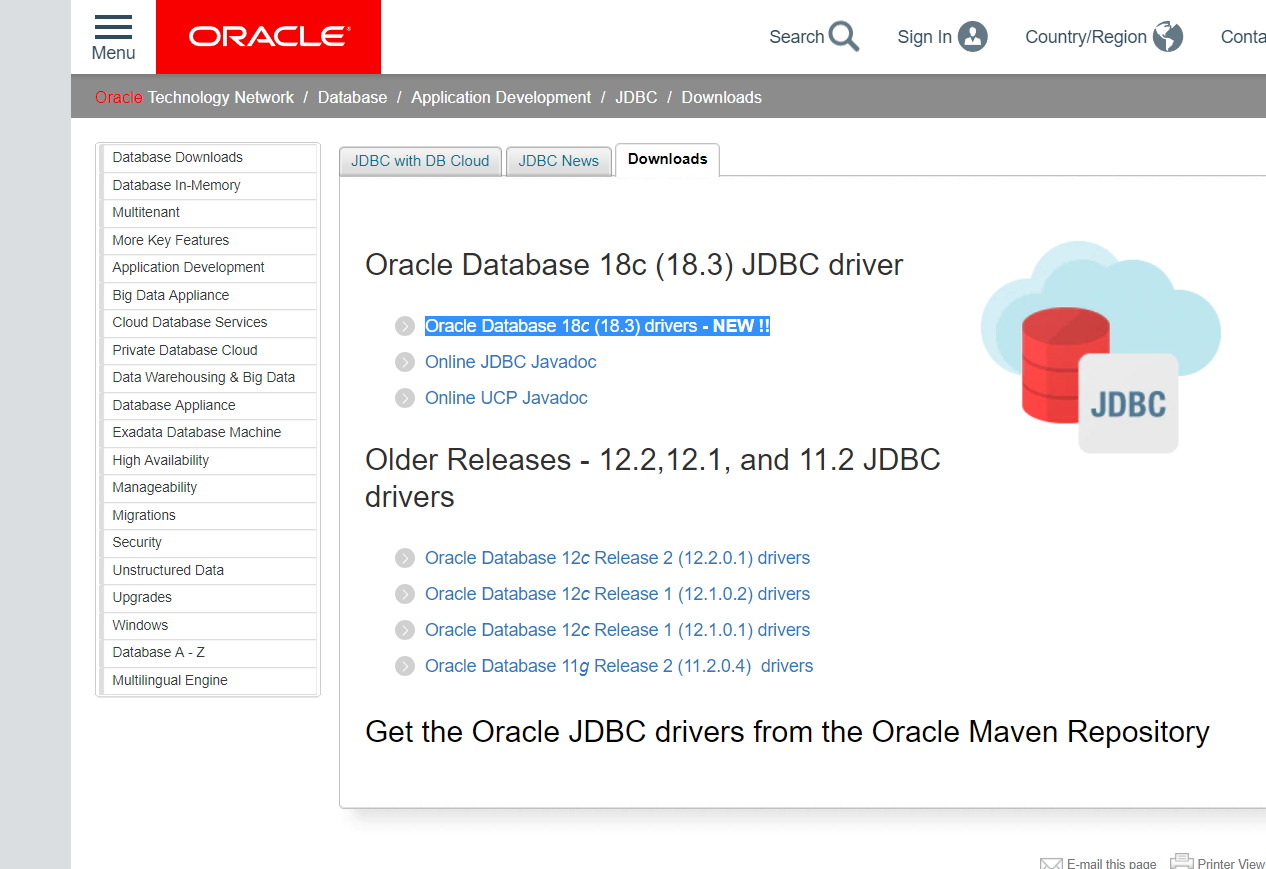 Menu
ORACLE
Search
Sign In
Country/Region
Conta
Oracle Technology Network / Database / Application Development / JDBC / Downloads
Database Downloads
Database In-Memory
Multitenant
More Key Features
Application Development
Big Data Appliance
Cloud Database Services
Private Database Cloud
Data Warehousing & Big Data
Database Appliance
Exadata Database Machine
High Availability
Manageability
Migrations
Security
Unstructured Data
Upgrades
Windows
Database A - Z
Multilingual Engine
JDBC with DB Cloud
JDBC News
Downloads
Oracle Database 18c (18.3) JDBC driver
Oracle Database 18c (18.3) drivers - NEW !!
Online JDBC Javadoc
Online UCP Javadoc
JDBC
Older Releases - 12.2,12.1, and 11.2 JDBC
drivers
Oracle Database 12c Release 2 (12.2.0.1) drivers
Oracle Database 12c Release 1 (12.1.0.2) drivers
Oracle Database 12c Release 1 (12.1.0.1) drivers
Oracle Database 11g Release 2 (11.2.0.4) drivers
Get the Oracle JDBC drivers from the Oracle Maven Repository
E-mail this page
Printer View